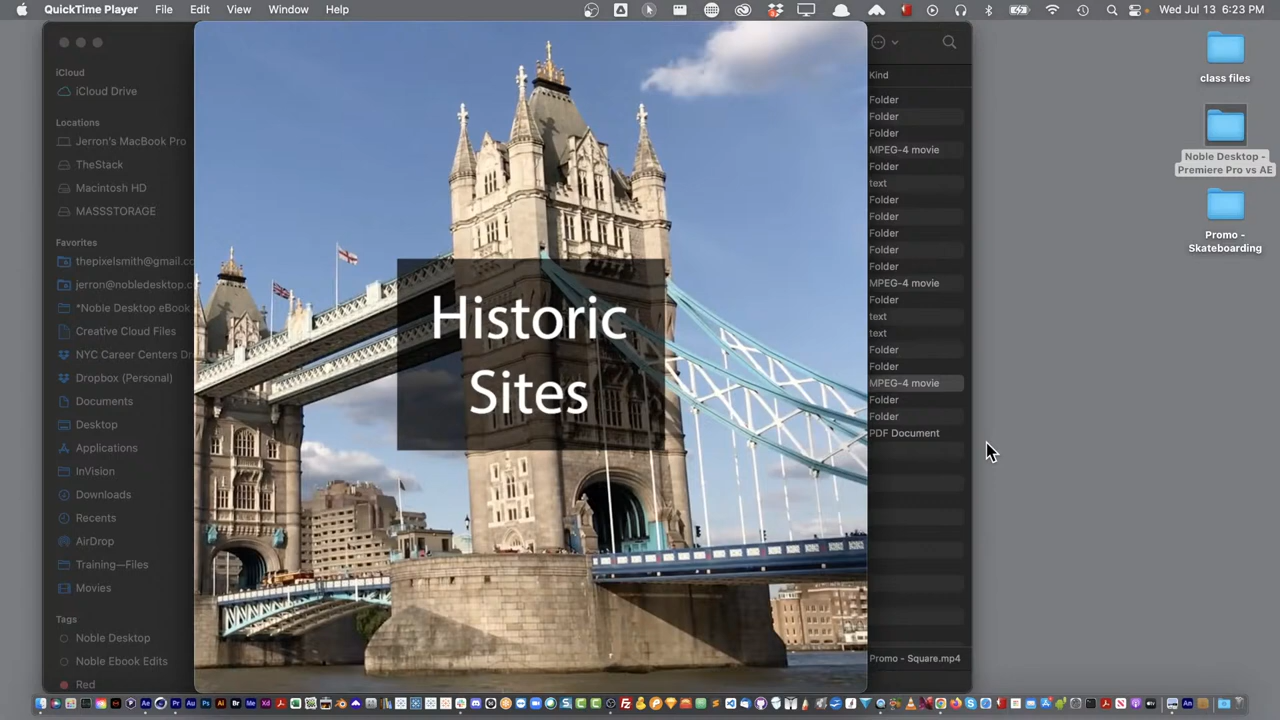 QuickTime Player File Edit View Window Help
Wed Jul 13 6:23 PM
iCloud
iCloud Drive
Locations
Jerron's MacBook Pro
TheStack
Macintosh HD
MASSSTORAGE
Favorites
thepixelsmith@gmail.co
jerron@nobledesktop.c
*Noble Desktop eBook
Creative Cloud Files
NYC Career Centers Dr
Dropbox (Personal)
Documents
Desktop
Applications
InVision
Downloads
Recents
AirDrop
Training—Files
Movies
Tags
Noble Desktop
Noble Ebook Edits
Red
Historic
Sites
Kind
Folder
Folder
Folder
MPEG-4 movie
Folder
text
Folder
Folder
Folder
Folder
Folder
MPEG-4 movie
Folder
text
text
Folder
Folder
MPEG-4 movie
Folder
Folder
PDF Document
Promo - Square.mp4
class files
Noble Desktop -
Premiere Pro vs AE
Promo -
Skateboarding